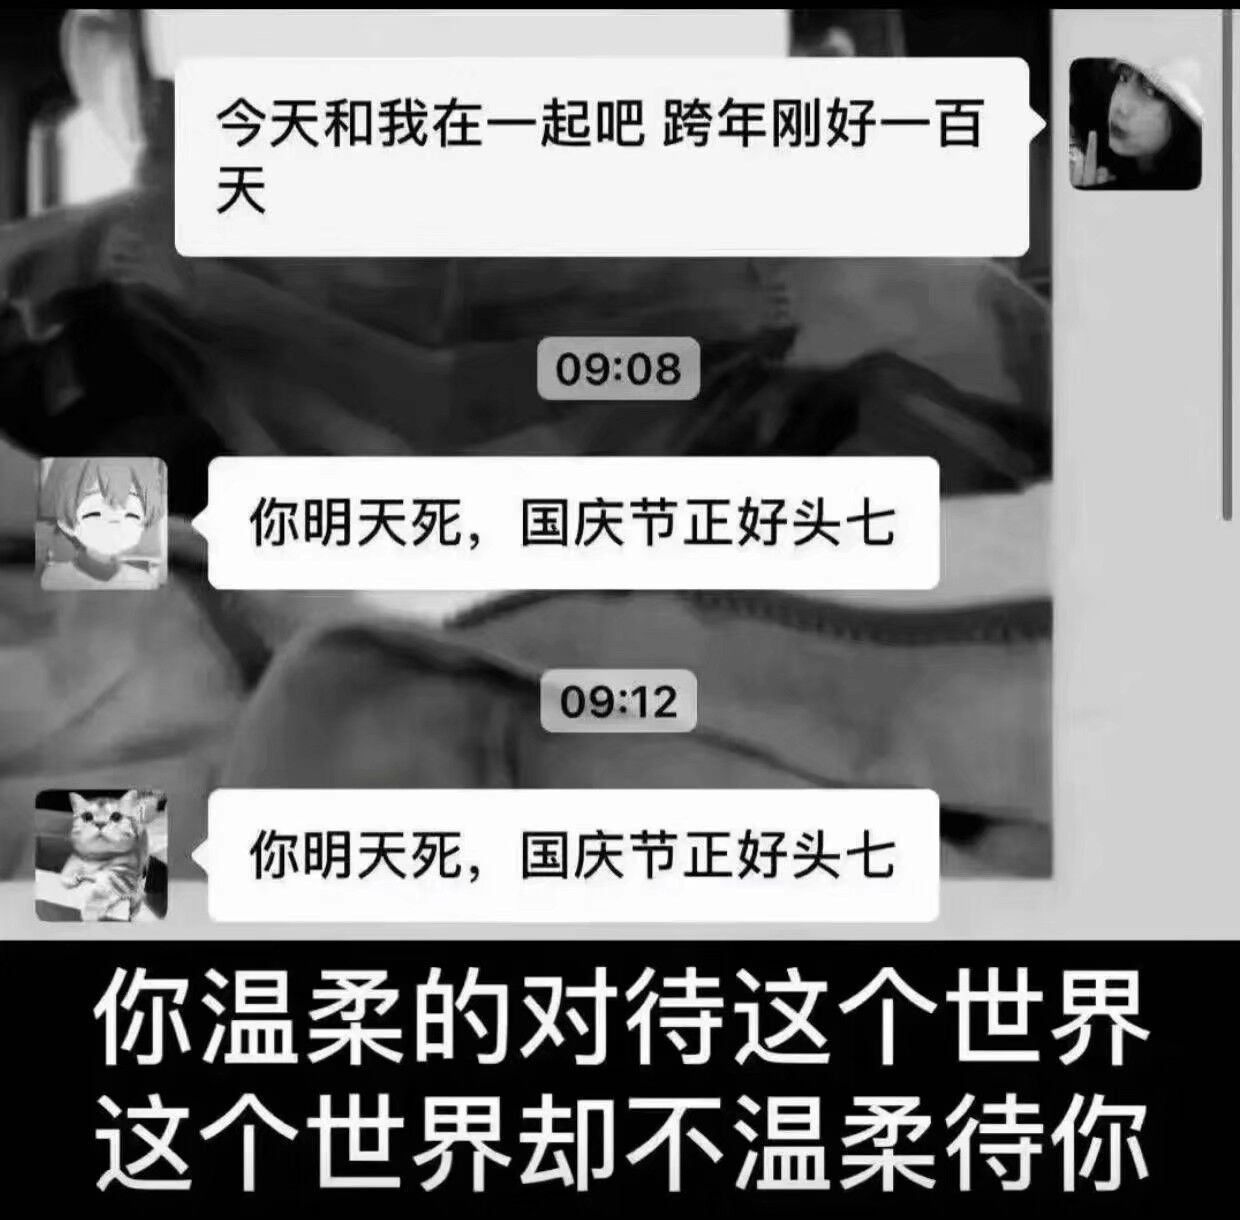 今天和我在一起吧 跨年刚好一百
天
09:08
你明天死，国庆节正好头七
09:12
你明天死，国庆节正好头七
你温柔的对待这个世界
这个世界却不温柔待你